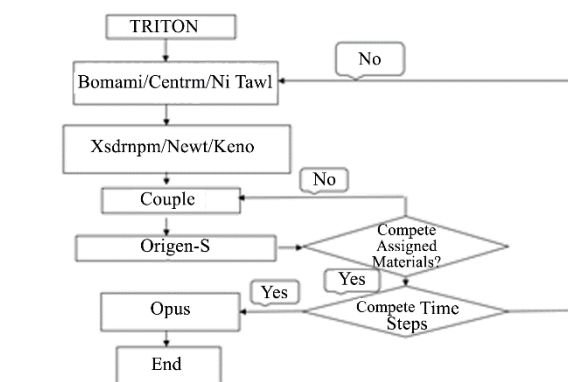 TRITON
No
Bomami/Centrm/Ni Tawl
Xsdrnpm/Newt/Keno
No
Couple
Compete
Assigned
Materials?
Origen-S
Yes
Yes
Opus
Compete Time
Steps
End